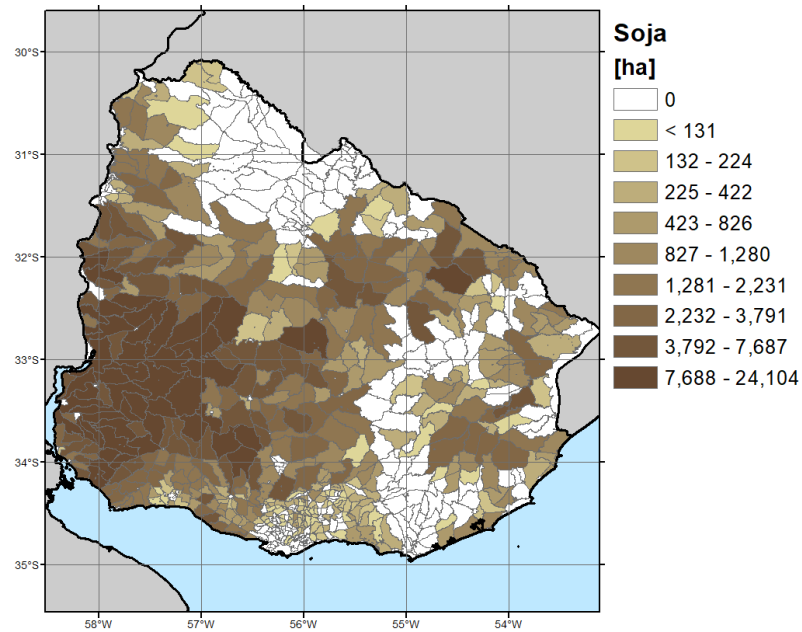 Soja
[ha]
0
< 131
132 - 224
225 - 422
423 - 826
827 - 1,280
1,281 - 2,231
2,232 - 3,791
3,792 - 7,687
7,688 - 24,104
30°S
31°S
32°S
33°S
34°S
35°S
58°W
57°W
56°W
55°W
54°W